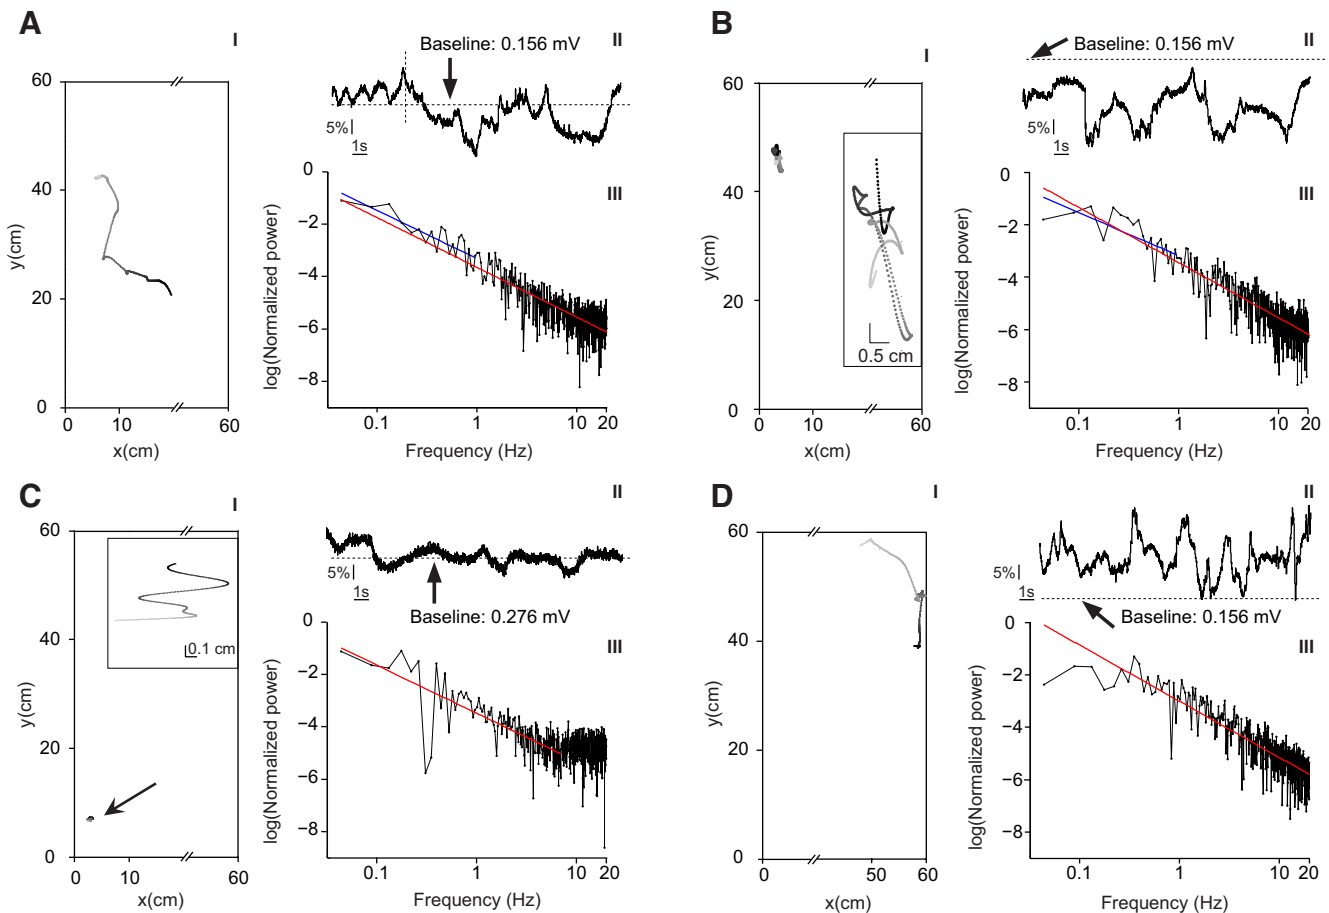 A
I
60
40
20
0
y(cm)
0
10
60
x(cm)
Baseline: 0.156 mV
II
5%
1s
III
0
−2
−4
−6
−8
log(Normalized power)
0.1
1
10
20
Frequency (Hz)
B
I
60
40
20
0
y(cm)
0.5 cm
0
10
60
x(cm)
Baseline: 0.156 mV
II
5%
1s
III
0
−2
−4
−6
−8
log(Normalized power)
0.1
1
10
20
Frequency (Hz)
C
I
60
40
20
0
y(cm)
0.1 cm
0
10
60
x(cm)
II
5%
1s
Baseline: 0.276 mV
III
0
−2
−4
−6
−8
log(Normalized power)
0.1
1
10
20
Frequency (Hz)
D
I
60
40
20
0
y(cm)
0
50
60
x(cm)
II
5%
1s
Baseline: 0.156 mV
III
0
−2
−4
−6
−8
log(Normalized power)
0.1
1
10
20
Frequency (Hz)